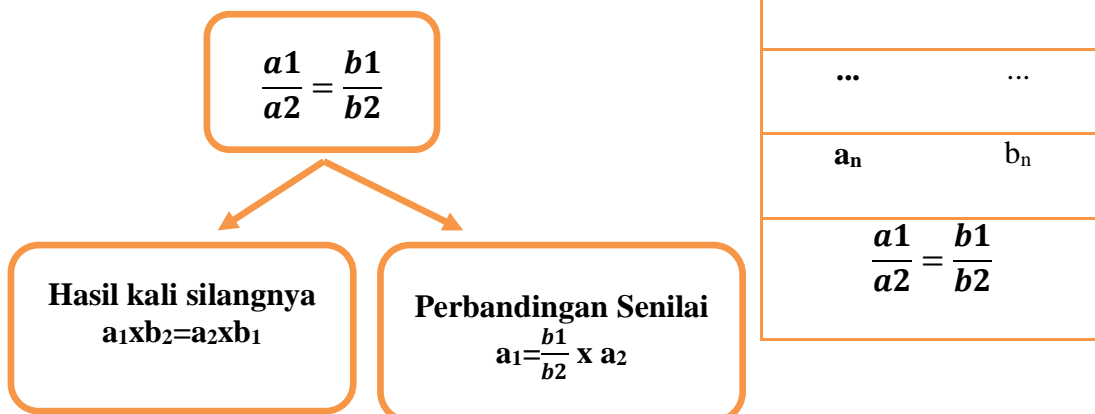 a1/a2 = b1/b2
Hasil kali silangnya
a₁xb₂=a₂xb₁
Perbandingan Senilai
a₁=b1/b2 x a₂
... ...
aₙ bₙ
a1/a2 = b1/b2